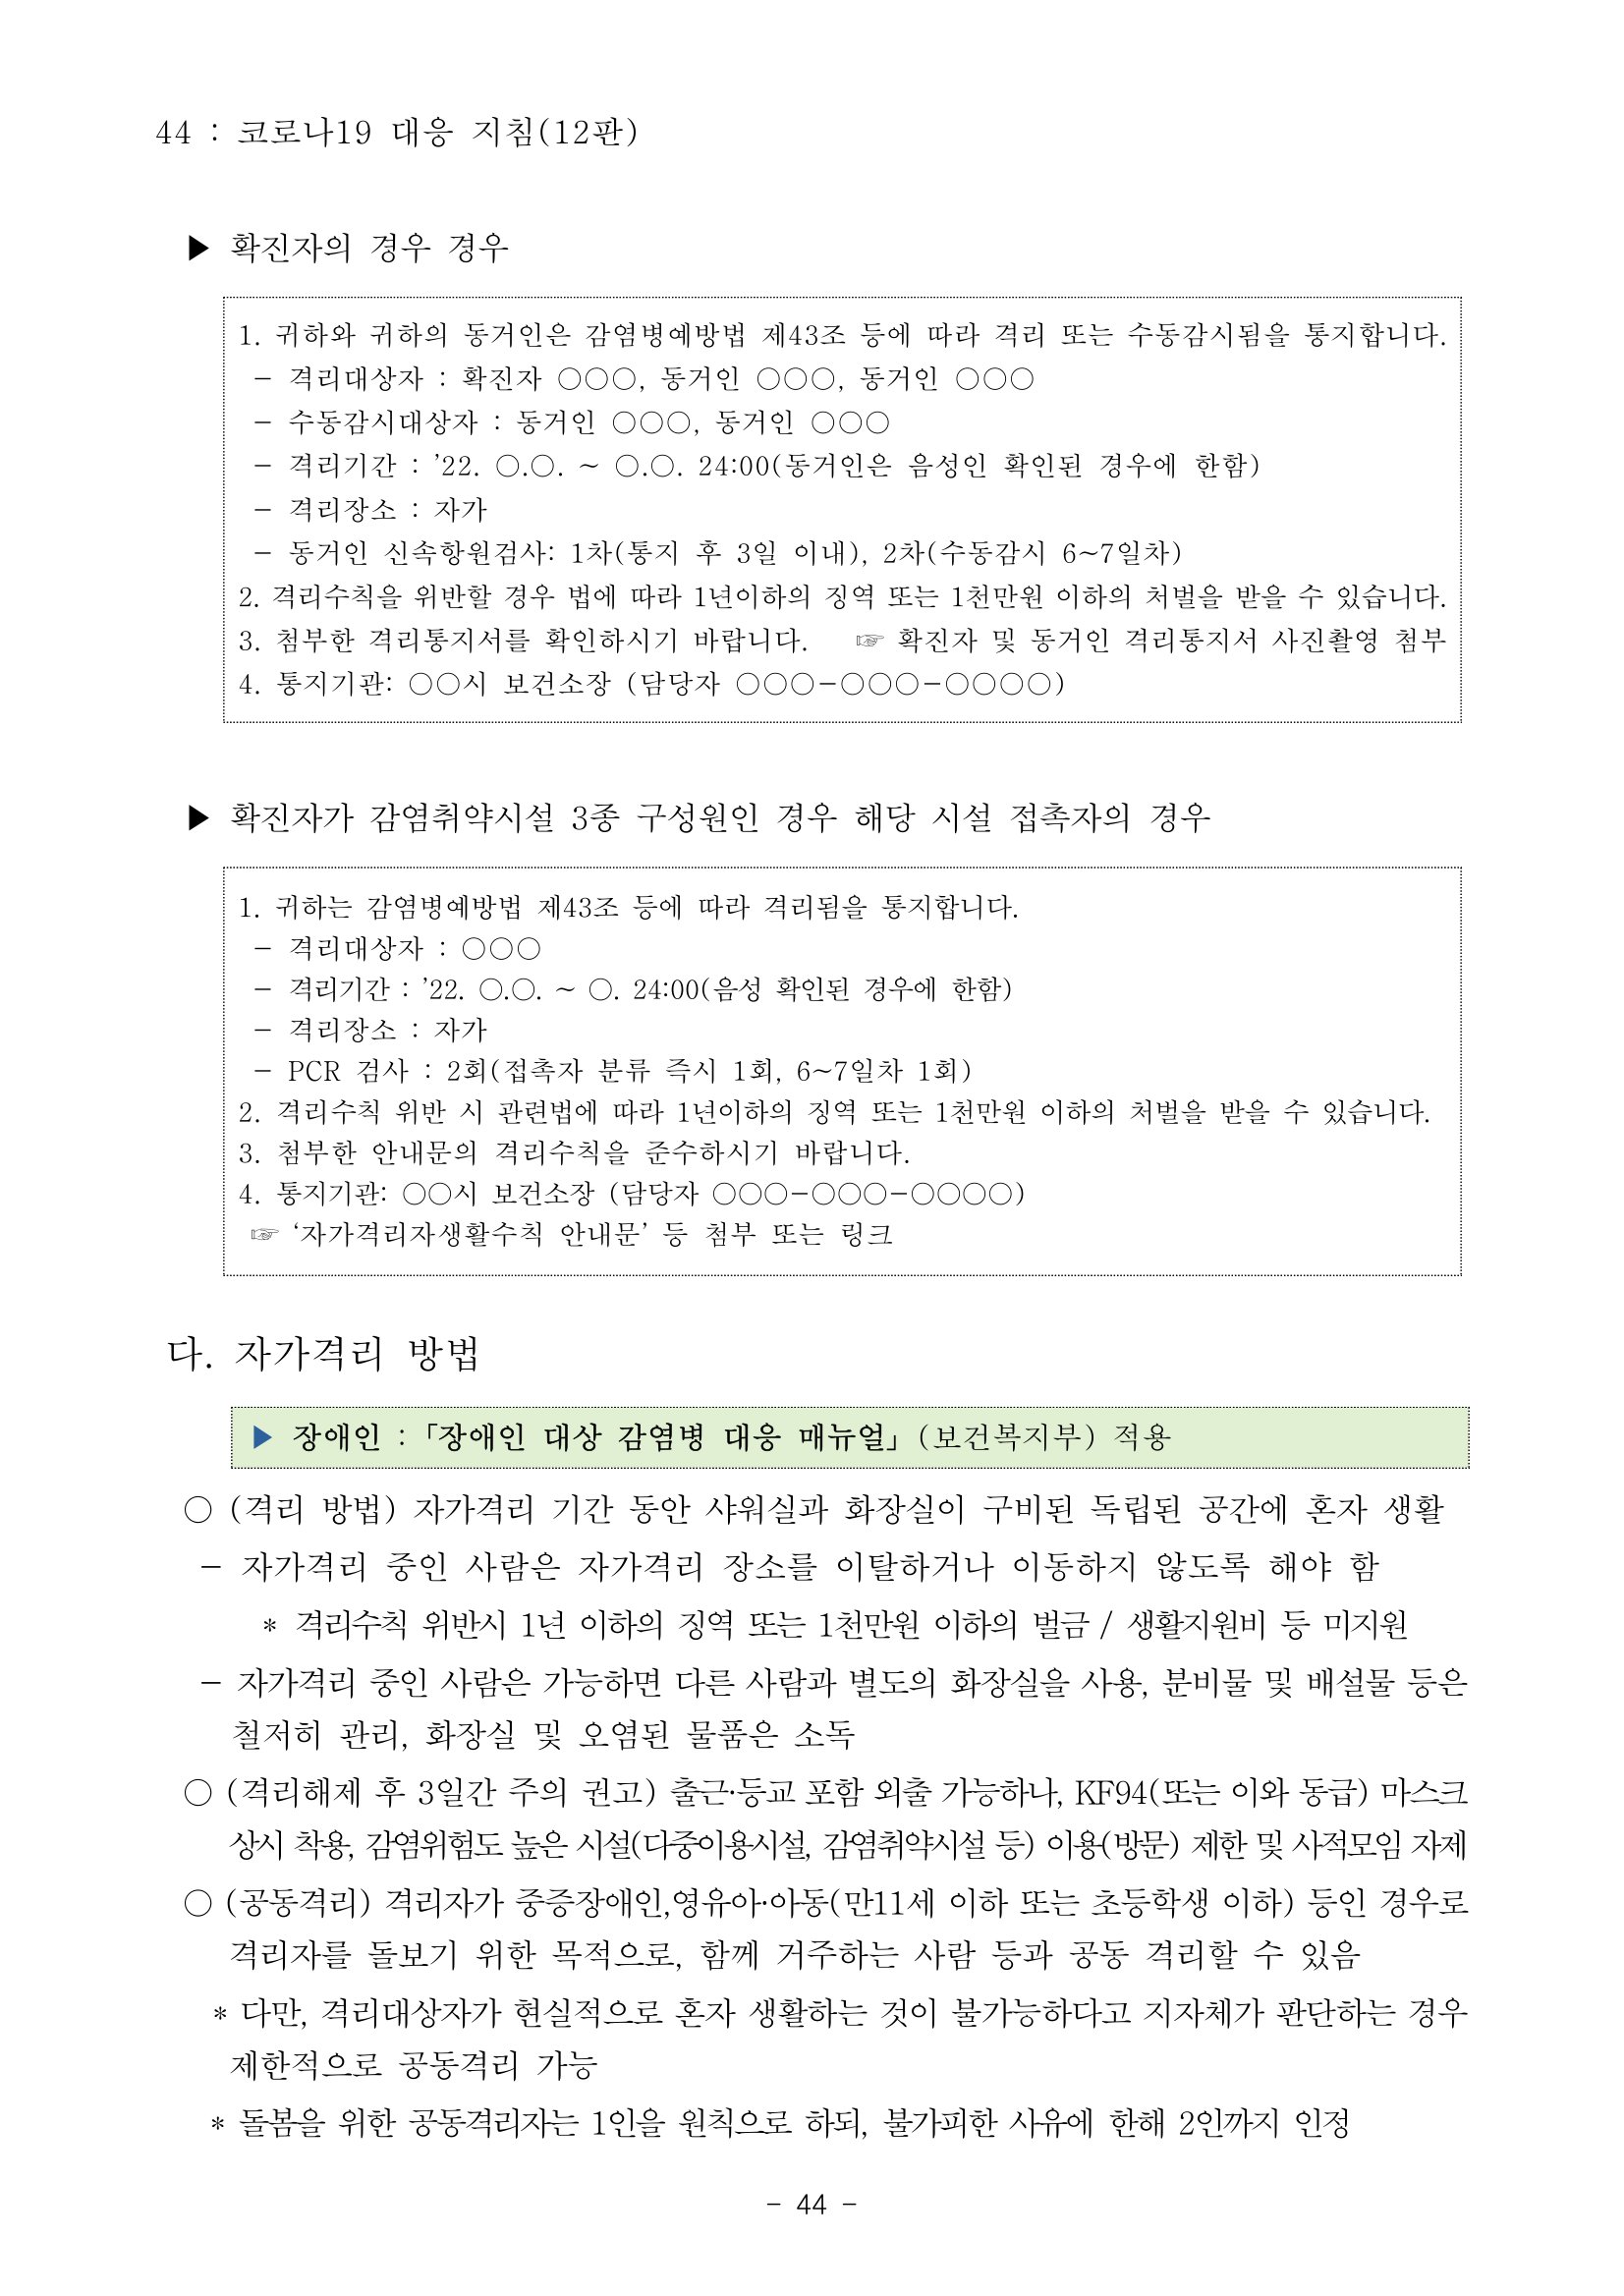 44 : 코로나19 대응 지침(12판)
▶ 확진자의 경우 경우
1. 귀하와 귀하의 동거인은 감염병예방법 제43조 등에 따라 격리 또는 수동감시됨을 통지합니다.
- 격리대상자 : 확진자 ○○○, 동거인 ○○○, 동거인 ○○○
- 수동감시대상자 : 동거인 ○○○, 동거인 ○○○
- 격리기간 : ’22. ○.○. ~ ○.○. 24:00(동거인은 음성인 확인된 경우에 한함)
- 격리장소 : 자가
- 동거인 신속항원검사: 1차(통지 후 3일 이내), 2차(수동감시 6~7일차)
2. 격리수칙을 위반할 경우 법에 따라 1년이하의 징역 또는 1천만원 이하의 처벌을 받을 수 있습니다.
3. 첨부한 격리통지서를 확인하시기 바랍니다. ☞ 확진자 및 동거인 격리통지서 사진촬영 첨부
4. 통지기관: ○○시 보건소장 (담당자 ○○○-○○○-○○○○)
▶ 확진자가 감염취약시설 3종 구성원인 경우 해당 시설 접촉자의 경우
1. 귀하는 감염병예방법 제43조 등에 따라 격리됨을 통지합니다.
- 격리대상자 : ○○○
- 격리기간 : ’22. ○.○. ~ ○. 24:00(음성 확인된 경우에 한함)
- 격리장소 : 자가
- PCR 검사 : 2회(접촉자 분류 즉시 1회, 6~7일차 1회)
2. 격리수칙 위반 시 관련법에 따라 1년이하의 징역 또는 1천만원 이하의 처벌을 받을 수 있습니다.
3. 첨부한 안내문의 격리수칙을 준수하시기 바랍니다.
4. 통지기관: ○○시 보건소장 (담당자 ○○○-○○○-○○○○)
☞ ‘자가격리자생활수칙 안내문’ 등 첨부 또는 링크
다. 자가격리 방법
▶ 장애인 : 「장애인 대상 감염병 대응 매뉴얼」(보건복지부) 적용
○ (격리 방법) 자가격리 기간 동안 샤워실과 화장실이 구비된 독립된 공간에 혼자 생활
- 자가격리 중인 사람은 자가격리 장소를 이탈하거나 이동하지 않도록 해야 함
* 격리수칙 위반시 1년 이하의 징역 또는 1천만원 이하의 벌금 / 생활지원비 등 미지원
- 자가격리 중인 사람은 가능하면 다른 사람과 별도의 화장실을 사용, 분비물 및 배설물 등은
철저히 관리, 화장실 및 오염된 물품은 소독
○ (격리해제 후 3일간 주의 권고) 출근·등교 포함 외출 가능하나, KF94(또는 이와 동급) 마스크
상시 착용, 감염위험도 높은 시설(다중이용시설, 감염취약시설 등) 이용(방문) 제한 및 사적모임 자제
○ (공동격리) 격리자가 중증장애인,영유아·아동(만11세 이하 또는 초등학생 이하) 등인 경우로
격리자를 돌보기 위한 목적으로, 함께 거주하는 사람 등과 공동 격리할 수 있음
* 다만, 격리대상자가 현실적으로 혼자 생활하는 것이 불가능하다고 지자체가 판단하는 경우
제한적으로 공동격리 가능
* 돌봄을 위한 공동격리자는 1인을 원칙으로 하되, 불가피한 사유에 한해 2인까지 인정
- 44 -